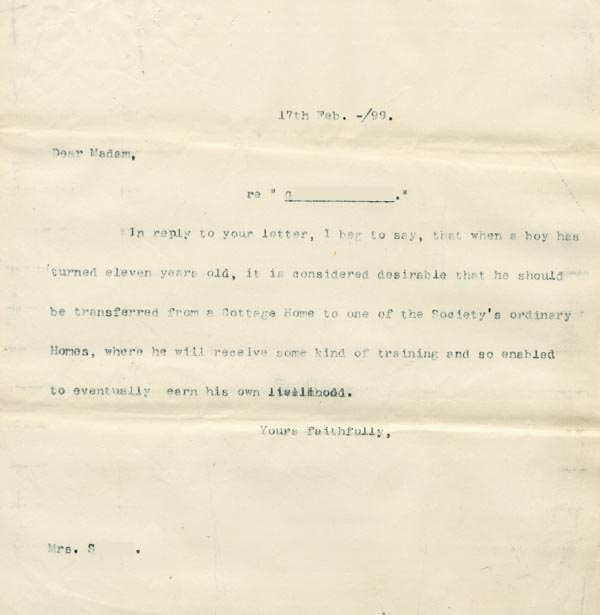 17th Feb. -/99.
Dear Madam,
re "                    ."
In reply to your letter, I beg to say, that when a boy has
turned eleven years old, it is considered desirable that he should
be transferred from a Cottage Home to one of the Society's ordinary
Homes, where he will receive some kind of training and so enabled
to eventually earn his own
Yours faithfully,
Mrs. S     .